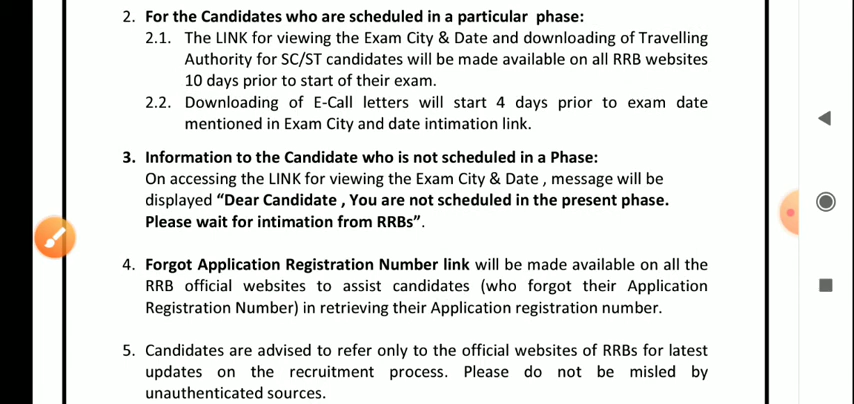 2. For the Candidates who are scheduled in a particular phase:
2.1. The LINK for viewing the Exam City & Date and downloading of Travelling
Authority for SC/ST candidates will be made available on all RRB websites
10 days prior to start of their exam.
2.2. Downloading of E-Call letters will start 4 days prior to exam date
mentioned in Exam City and date intimation link.
3. Information to the Candidate who is not scheduled in a Phase:
On accessing the LINK for viewing the Exam City & Date , message will be
displayed “Dear Candidate , You are not scheduled in the present phase.
Please wait for intimation from RRBs”.
4. Forgot Application Registration Number link will be made available on all the
RRB official websites to assist candidates (who forgot their Application
Registration Number) in retrieving their Application registration number.
5. Candidates are advised to refer only to the official websites of RRBs for latest
updates on the recruitment process. Please do not be misled by
unauthenticated sources.